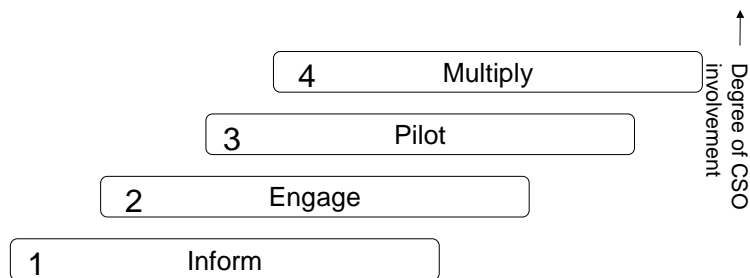 4 Multiply
3 Pilot
2 Engage
1 Inform
Degree of CSO
involvement